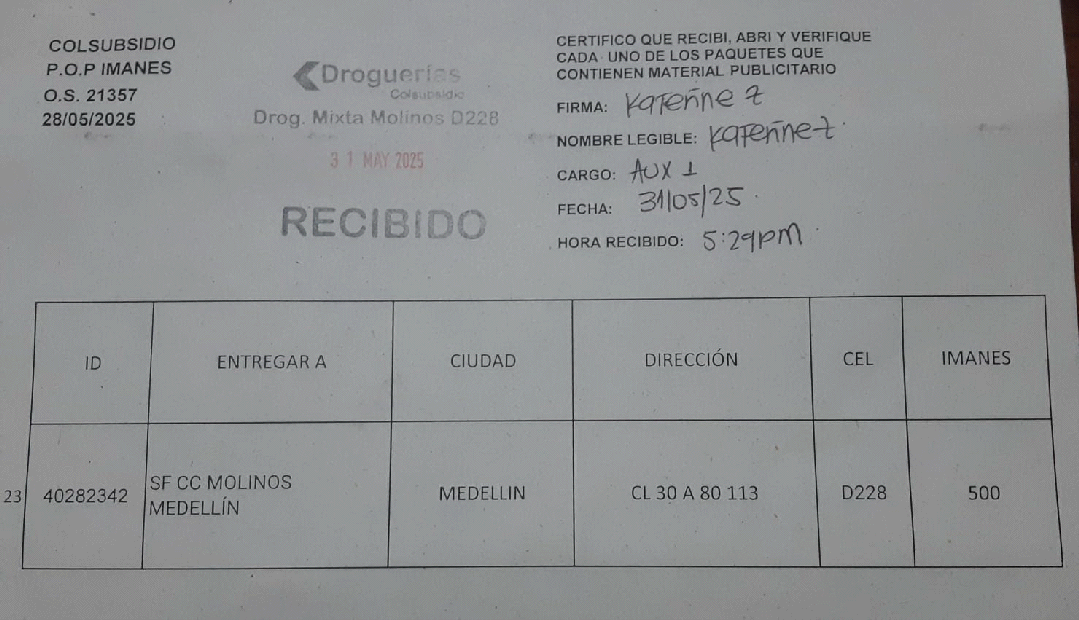 COLSUBSIDIO
P.O.P IMANES
O.S. 21357
28/05/2025
Droguerías
Colsubsidio
Drog. Mixta Molinos D228
31 MAY 2025
RECIBIDO
CERTIFICO QUE RECIBI, ABRI Y VERIFIQUE
CADA UNO DE LOS PAQUETES QUE
CONTIENEN MATERIAL PUBLICITARIO
FIRMA: Katerine Z
NOMBRE LEGIBLE: Katerine Z
CARGO: AUX 1
FECHA: 31/05/25
HORA RECIBIDO: 5:29pm
ID ENTREGAR A CIUDAD DIRECCIÓN CEL IMANES
SF CC MOLINOS
23 40282342 MEDELLIN CL 30 A 80 113 D228 500
MEDELLÍN